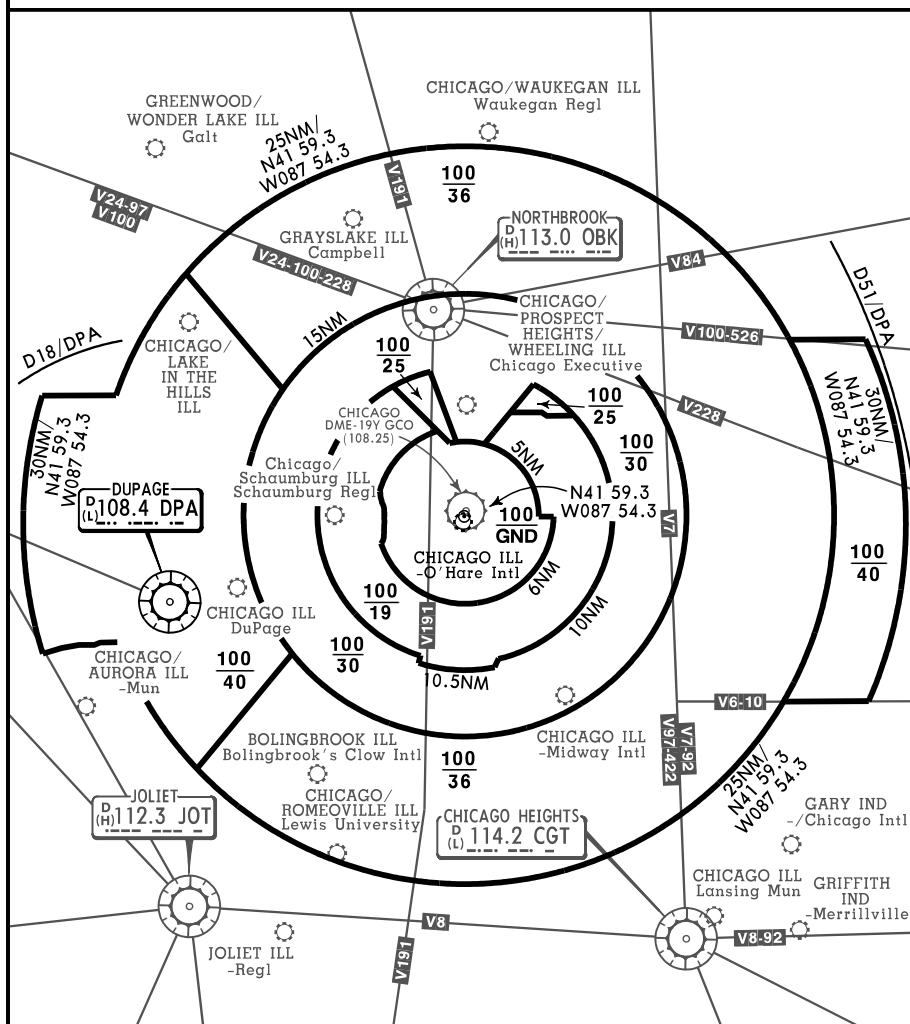 CHICAGO/WAUKEGAN ILL
Waukegan Regl
GREENWOOD/
WONDER LAKE ILL
Galt
25NM/
N41 59.3
W087 54.3
V191
100
36
V24-97
V100
NORTHBROOK
D
(H)
113.0 OBK
GRAYSLAKE ILL
Campbell
V24-100-228
V84
D51/DPA
CHICAGO/
PROSPECT
HEIGHTS/
WHEELING ILL
Chicago Executive
15NM
V100-526
D18/DPA
CHICAGO/
LAKE
IN THE
HILLS
ILL
100
25
30NM/
N41 59.3
W087 54.3
100
25
V228
CHICAGO
DME-19Y GCO
(108.25)
30NM/
N41 59.3
W087 54.3
100
30
5NM
Chicago/
Schaumburg ILL
Schaumburg Regl
DUPAGE
D
(L)
108.4 DPA
N41 59.3
W087 54.3
100
GND
V7
CHICAGO ILL
-O'Hare Intl
100
40
6NM
100
19
CHICAGO ILL
DuPage
10NM
V191
100
30
CHICAGO/
AURORA ILL
-Mun
100
40
10.5NM
V6-10
CHICAGO ILL
-Midway Intl
V97-422
V7-92
BOLINGBROOK ILL
Bolingbrook's Clow Intl
100
36
25NM/
N41 59.3
W087 54.3
CHICAGO/
ROMEOVILLE ILL
Lewis University
JOLIET
D
(H)
112.3 JOT
CHICAGO HEIGHTS
D
(L)
114.2 CGT
GARY IND
-/Chicago Intl
CHICAGO ILL
Lansing Mun
GRIFFITH
IND
-Merrillville
V8
V8-92
JOLIET ILL
-Regl
V191